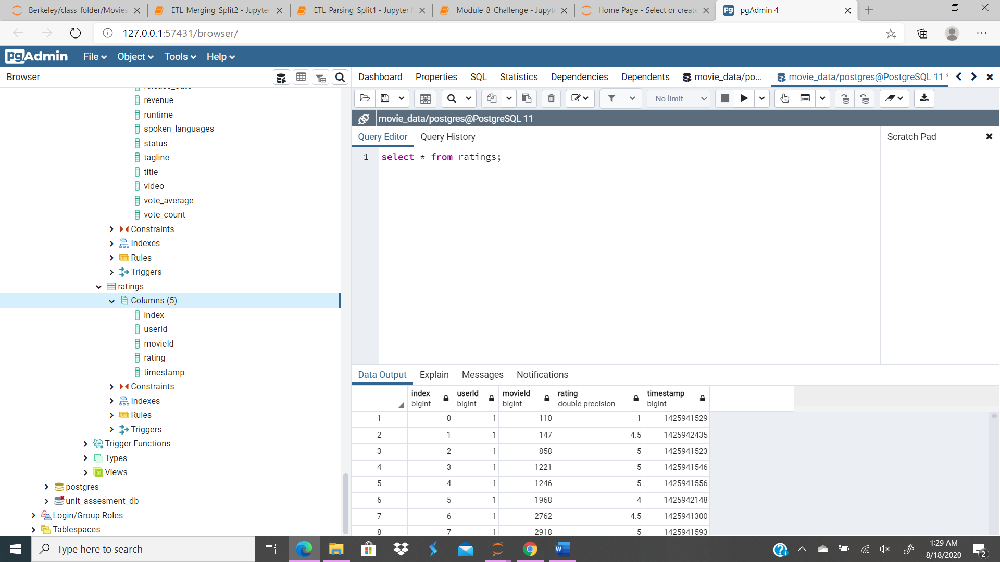 Berkeley/class_folder/Movies
ETL_Merging_Split2 - Jupyter
ETL_Parsing_Split1 - Jupyter
Module_8_Challenge - Jupyt
Home Page - Select or create
pgAdmin 4
127.0.0.1:57431/browser/
pgAdmin
File
Object
Tools
Help
Browser
Dashboard
Properties
SQL
Statistics
Dependencies
Dependents
movie_data/po...
movie_data/postgres@PostgreSQL 11 *
No limit
movie_data/postgres@PostgreSQL 11
Query Editor
Query History
Scratch Pad
1 select * from ratings;
release_date
revenue
runtime
spoken_languages
status
tagline
title
video
vote_average
vote_count
Constraints
Indexes
Rules
Triggers
ratings
Columns (5)
index
userId
movieId
rating
timestamp
Constraints
Indexes
Rules
Triggers
Trigger Functions
Types
Views
postgres
unit_assesment_db
Login/Group Roles
Tablespaces
Data Output
Explain
Messages
Notifications
index userId movieId rating timestamp
bigint bigint bigint double precision bigint
1 0 1 110 1 1425941529
2 1 1 147 4.5 1425942435
3 2 1 858 5 1425941523
4 3 1 1221 5 1425941546
5 4 1 1246 5 1425941556
6 5 1 1968 4 1425942148
7 6 1 2762 4.5 1425941300
8 7 1 2918 5 1425941593
Type here to search
W
1:29 AM
8/18/2020
2